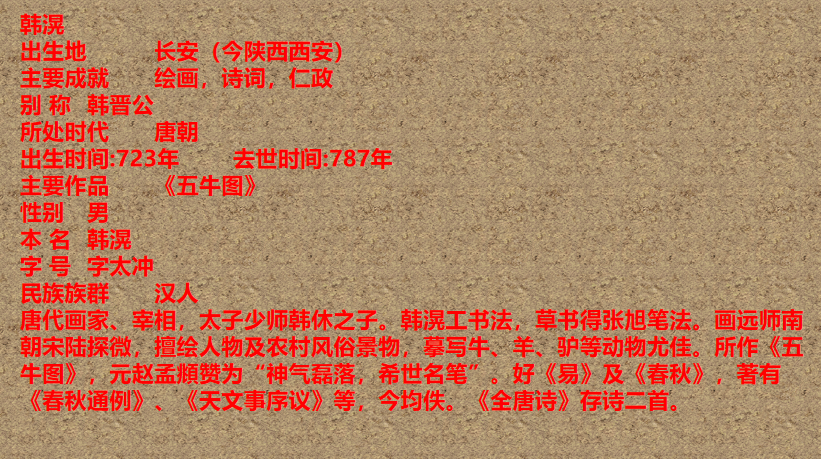 韩滉
出生地 长安（今陕西西安）
主要成就 绘画，诗词，仁政
别 称 韩晋公
所处时代 唐朝
出生时间:723年 去世时间:787年
主要作品 《五牛图》
性别 男
本 名 韩滉
字 号 字太冲
民族族群 汉人
唐代画家、宰相，太子少师韩休之子。韩滉工书法，草书得张旭笔法。画远师南
朝宋陆探微，擅绘人物及农村风俗景物，摹写牛、羊、驴等动物尤佳。所作《五
牛图》，元赵孟頫赞为“神气磊落，希世名笔”。好《易》及《春秋》，著有
《春秋通例》、《天文事序议》等，今均佚。《全唐诗》存诗二首。